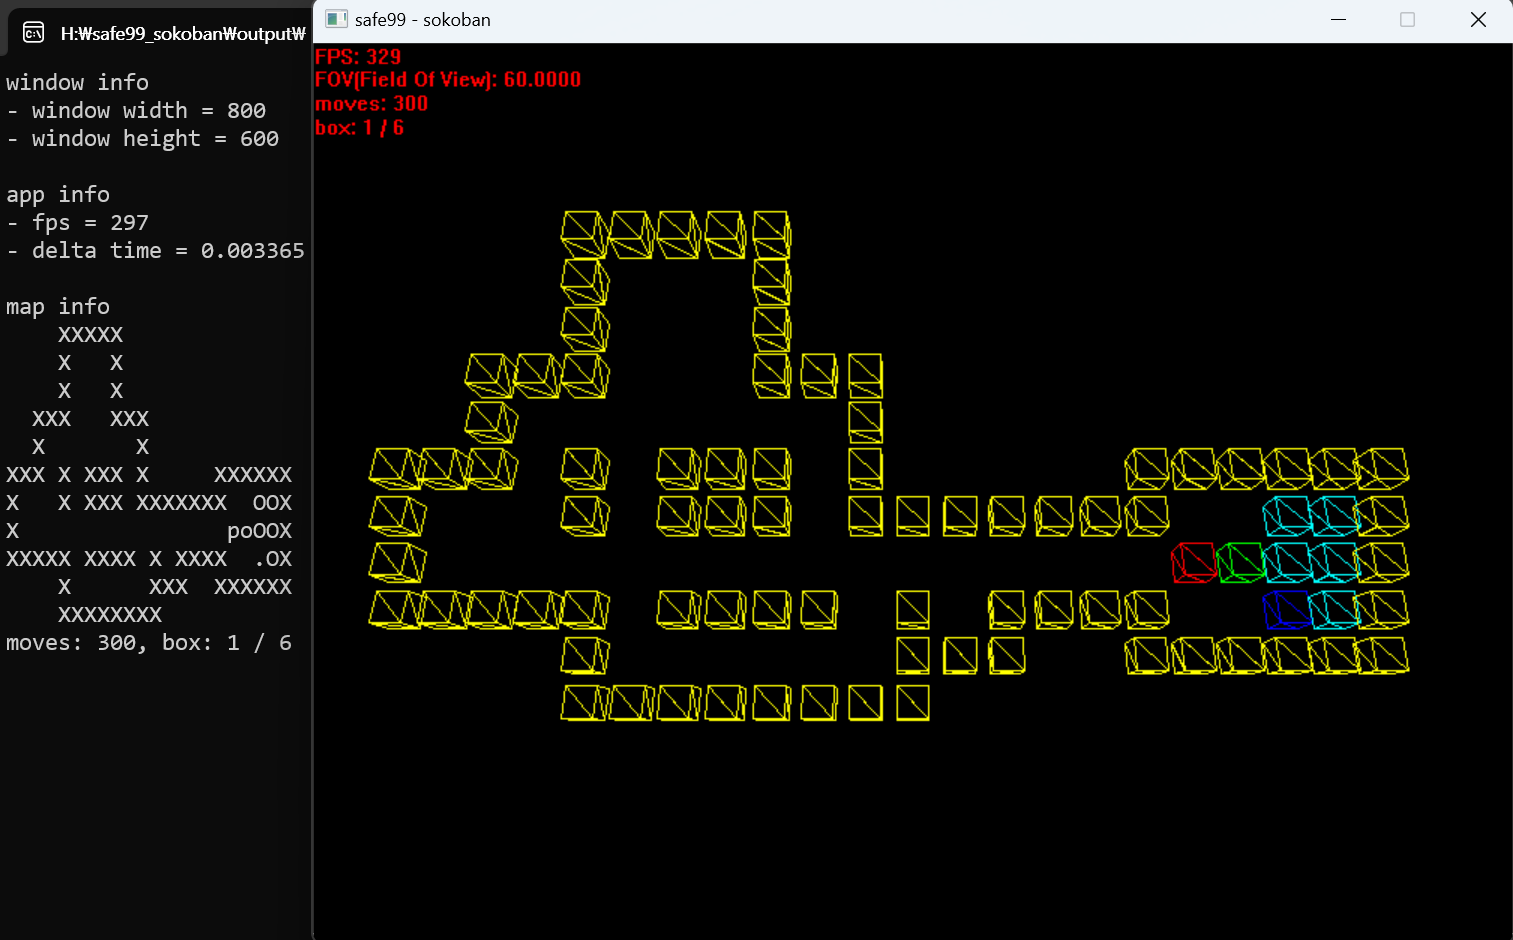 H:₩safe99_sokoban₩output₩
window info
- window width = 800
- window height = 600
app info
- fps = 297
- delta time = 0.003365
map info
    XXXXX
    X   X
    X   X
  XXX   XXX
  X       X
XXX X XXX X     XXXXXX
X   X XXX XXXXXXX  OOX
X                poOOX
XXXXX XXXX X XXXX  .OX
    X      XXX  XXXXXX
    XXXXXXXX
moves: 300, box: 1 / 6
safe99 - sokoban
FPS: 329
FOV(Field Of View): 60.0000
moves: 300
box: 1 / 6